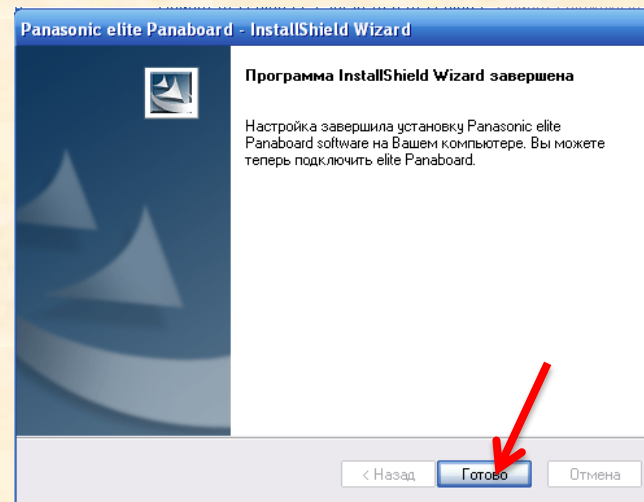 Panasonic elite Panaboard - InstallShield Wizard
Программа InstallShield Wizard завершена
Настройка завершила установку Panasonic elite
Panaboard software на Вашем компьютере. Вы можете
теперь подключить elite Panaboard.
< Назад Готово Отмена